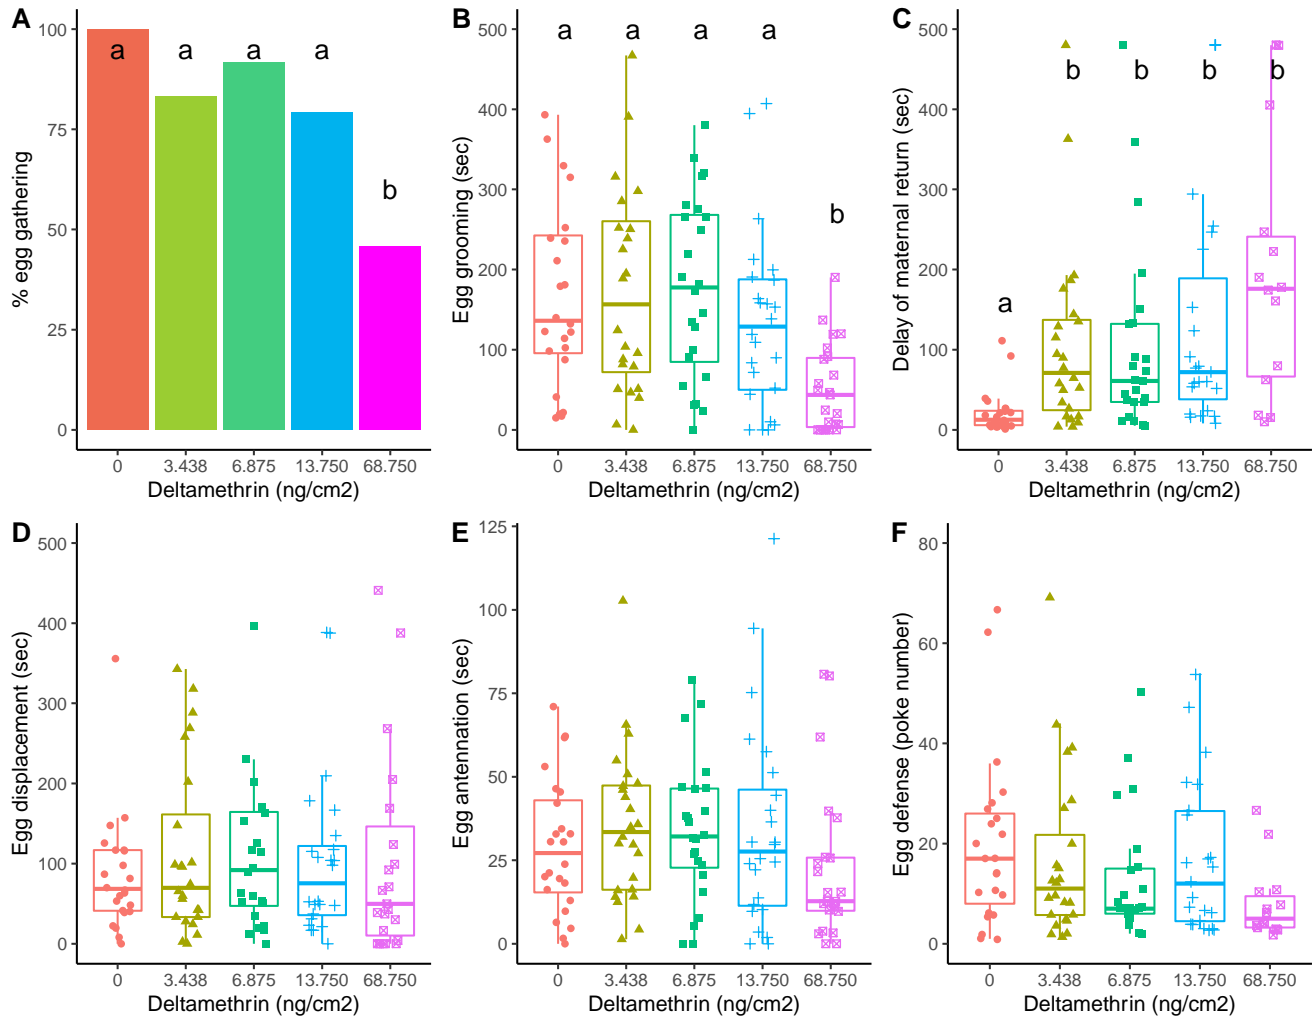 A
% egg gathering
100
75
50
25
0
a a a a b
0 3.438 6.875 13.750 68.750
Deltamethrin (ng/cm2)
B
Egg grooming (sec)
500
400
300
200
100
0
a a a a b
0 3.438 6.875 13.750 68.750
Deltamethrin (ng/cm2)
C
Delay of maternal return (sec)
500
400
300
200
100
0
a b b b b
0 3.438 6.875 13.750 68.750
Deltamethrin (ng/cm2)
D
Egg displacement (sec)
500
400
300
200
100
0
0 3.438 6.875 13.750 68.750
Deltamethrin (ng/cm2)
E
Egg antennation (sec)
125
100
75
50
25
0
0 3.438 6.875 13.750 68.750
Deltamethrin (ng/cm2)
F
Egg defense (poke number)
80
60
40
20
0
0 3.438 6.875 13.750 68.750
Deltamethrin (ng/cm2)